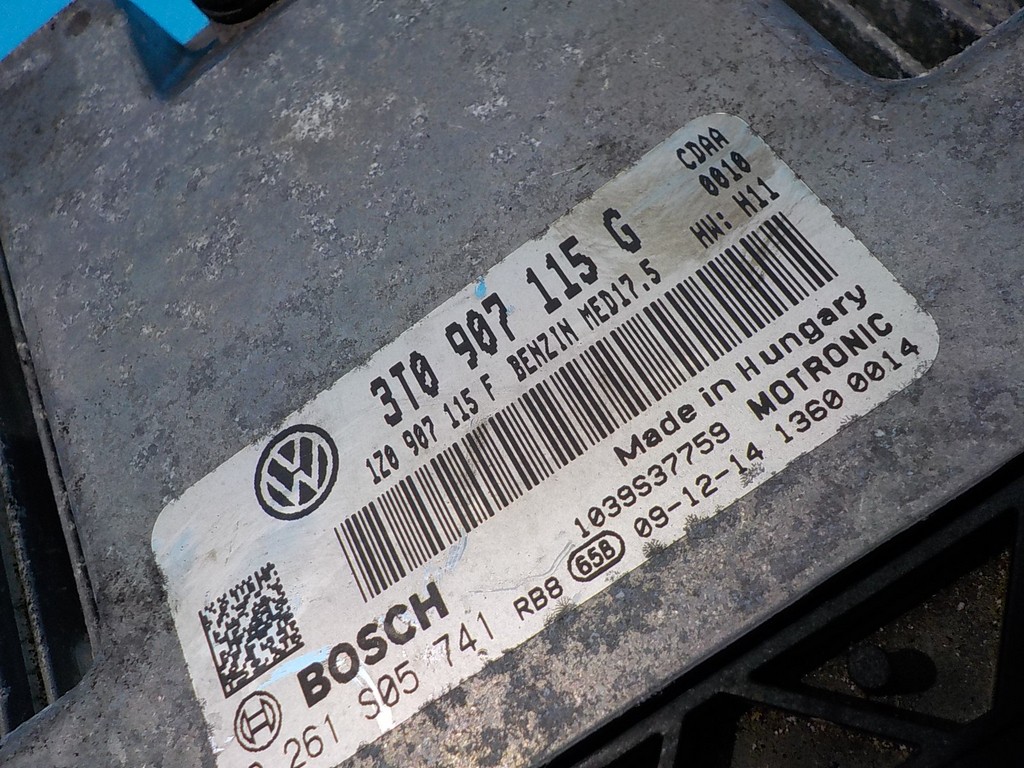 CDAA
0010
HW: H11
3T0 907 115 G
1Z0 907 115 F BENZIN MED17.5
Made in Hungary
BOSCH
1039S37759 MOTRONIC
261 S05 741 RB8 658 09-12-14 1360 0014